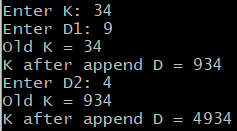 Enter K: 34
Enter D1: 9
Old K = 34
K after append D = 934
Enter D2: 4
Old K = 934
K after append D = 4934